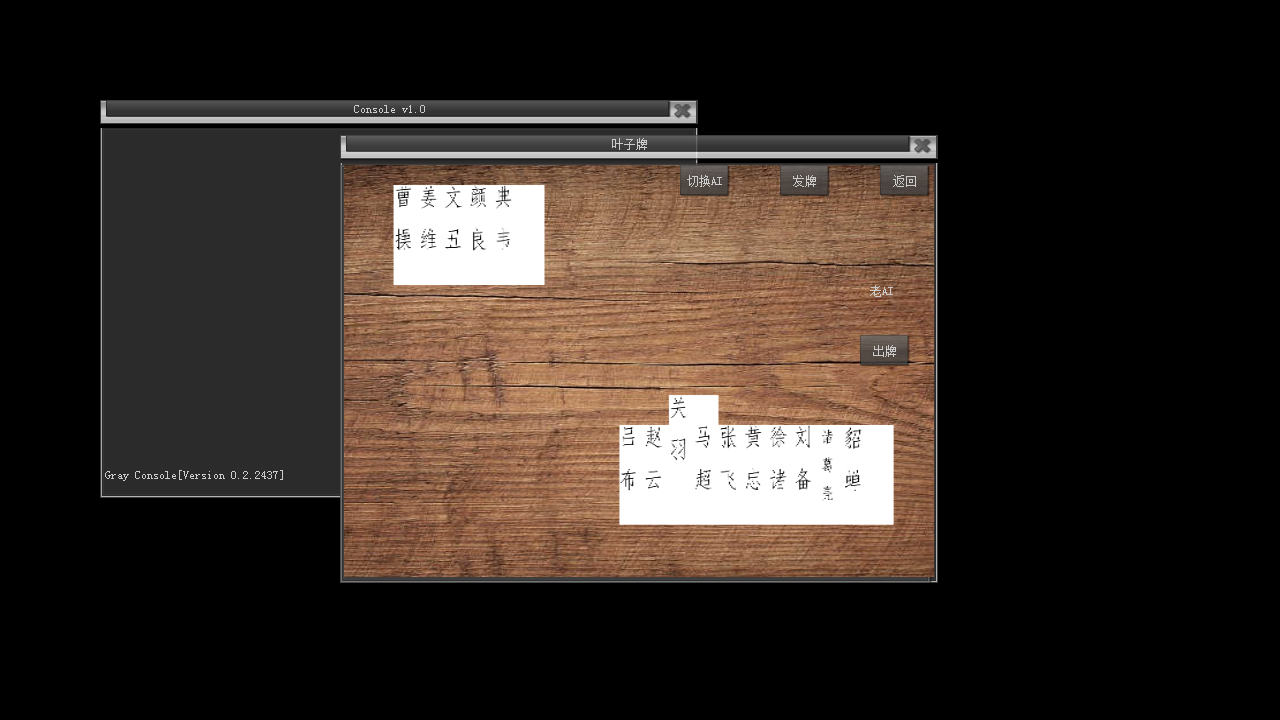 Console v1.0
叶子牌
切换AI
发牌
返回
曹操
姜维
文丑
颜良
典韦
老AI
出牌
吕布
赵云
关羽
马超
张飞
黄忠
徐诸
刘备
诸葛亮
貂蝉
Gray Console[Version 0.2.2437]